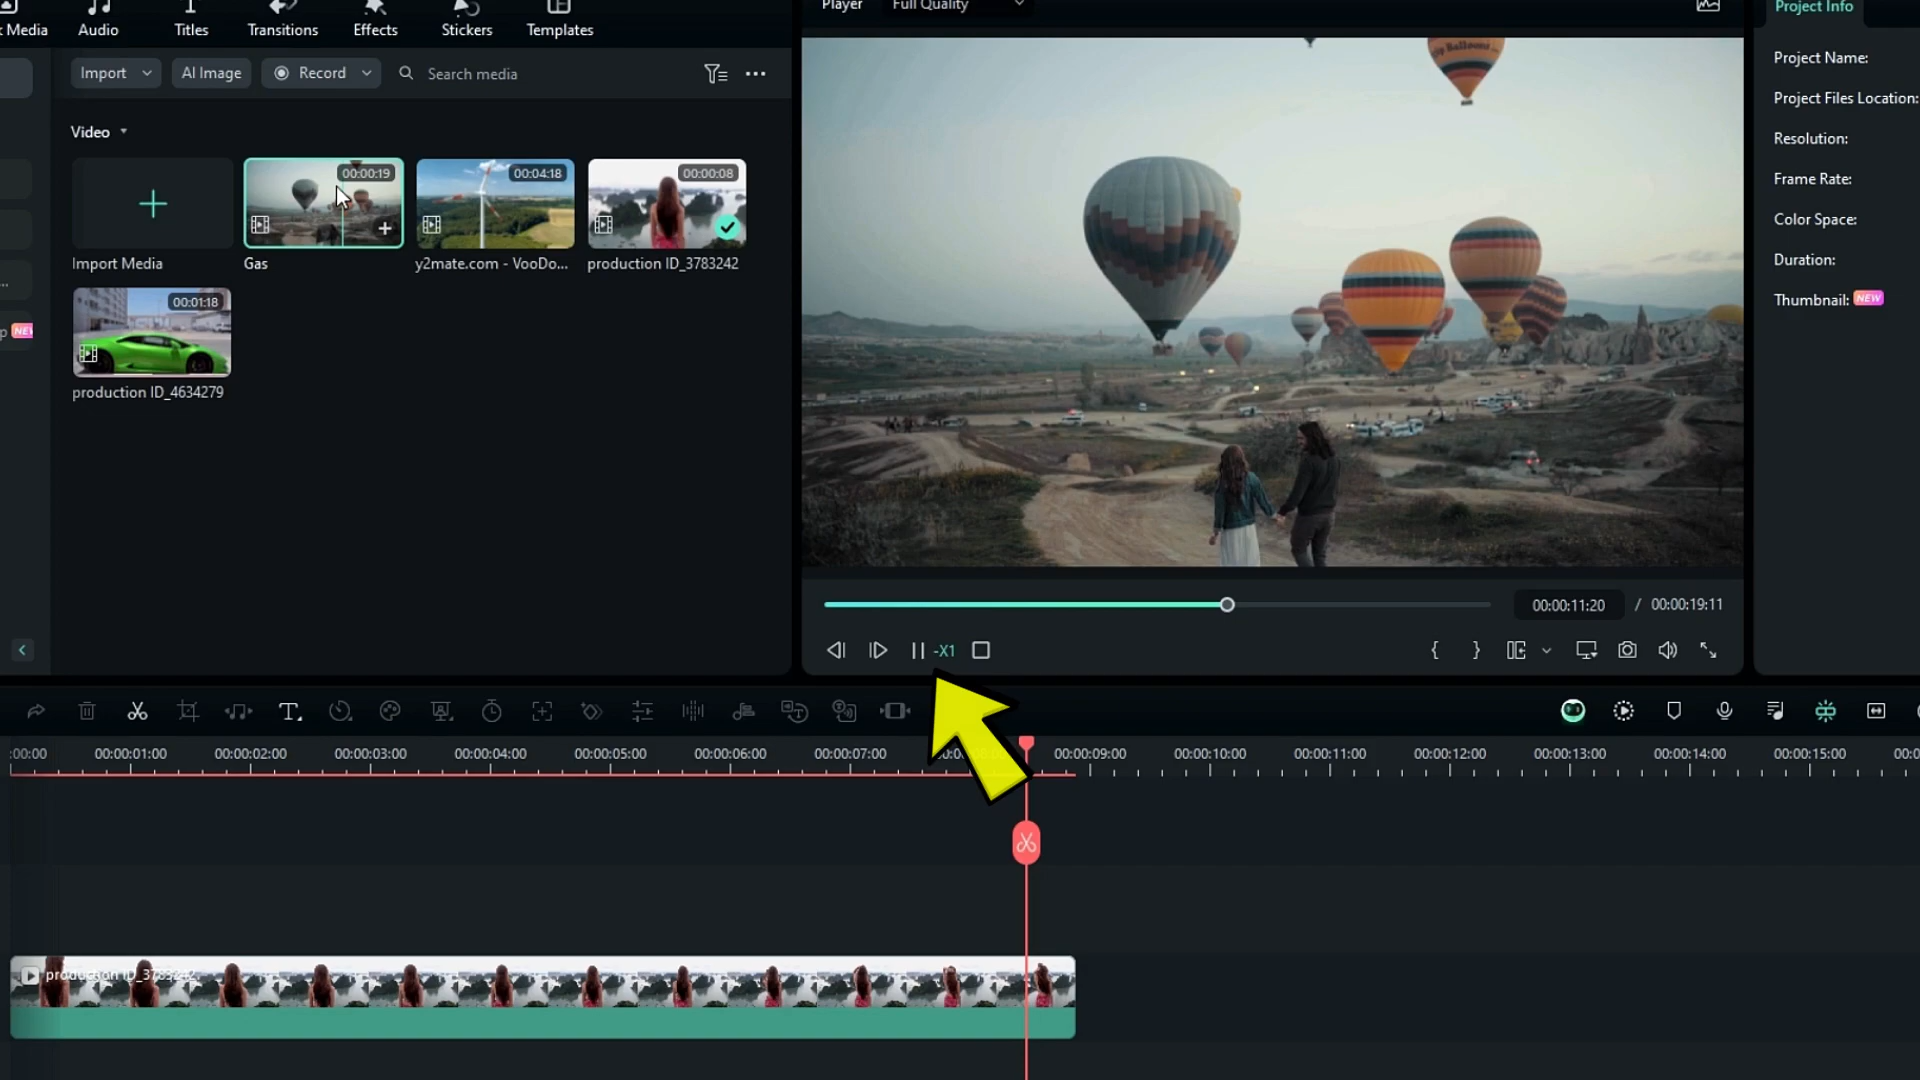 Media
Audio
Titles
Transitions
Effects
Stickers
Templates
Player
Full Quality
Project Info
Import
AI Image
Record
Search media
Project Name:
Project Files Location:
Resolution:
Frame Rate:
Color Space:
Duration:
Thumbnail: NEW
Video
00:00:19
00:04:18
00:00:08
Import Media
Gas
y2mate.com - VooDo...
production ID_3783242
00:01:18
production ID_4634279
Balloons
00:00:11:20 / 00:00:19:11
-X1
:00:00
00:00:01:00
00:00:02:00
00:00:03:00
00:00:04:00
00:00:05:00
00:00:06:00
00:00:07:00
00:00:09:00
00:00:10:00
00:00:11:00
00:00:12:00
00:00:13:00
00:00:14:00
00:00:15:00
production ID_3783242